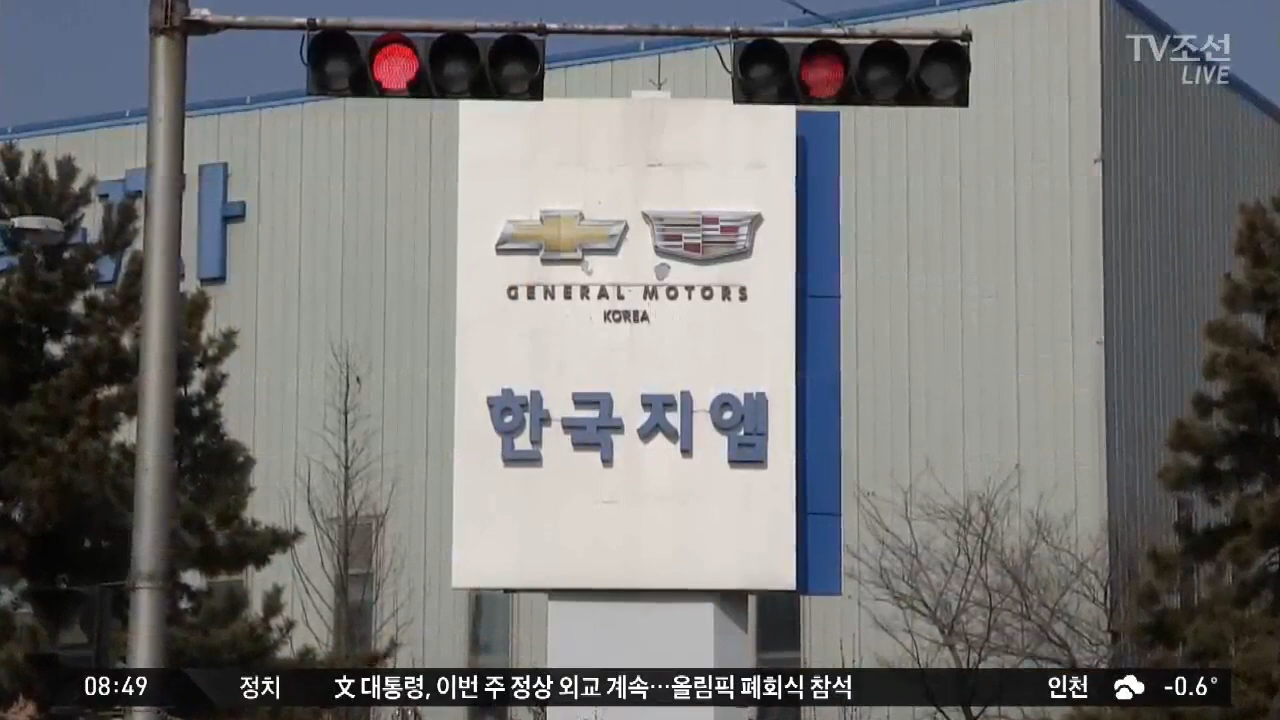 TV조선
LIVE
GENERAL MOTORS
KOREA
한국지엠
08:49 정치 文 대통령, 이번 주 정상 외교 계속…올림픽 폐회식 참석 인천 -0.6°